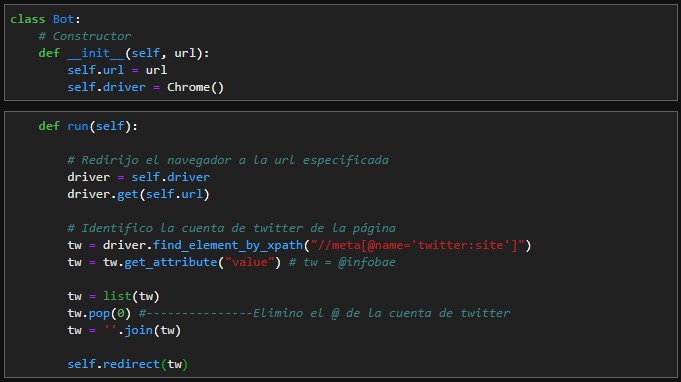 class Bot:
    # Constructor
    def __init__(self, url):
        self.url = url
        self.driver = Chrome()
    def run(self):
        # Redirijo el navegador a la url especificada
        driver = self.driver
        driver.get(self.url)
        # Identifico la cuenta de twitter de la página
        tw = driver.find_element_by_xpath("//meta[@name='twitter:site']")
        tw = tw.get_attribute("value") # tw = @infobae
        tw = list(tw)
        tw.pop(0) #---------------Elimino el @ de la cuenta de twitter
        tw = ''.join(tw)
        self.redirect(tw)